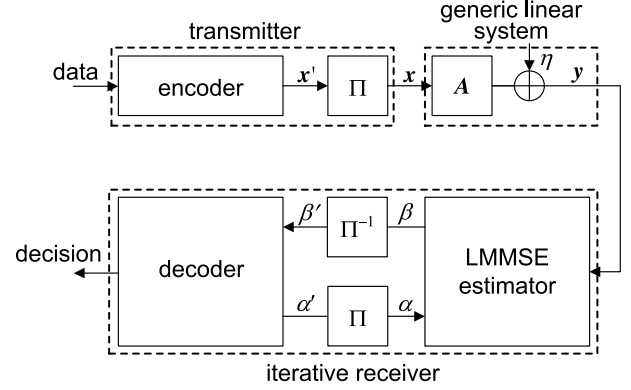 transmitter
generic linear
system
data
encoder
x'
Π
x
A
η
y
decision
decoder
β′
Π⁻¹
β
LMMSE
estimator
α′
Π
α
iterative receiver